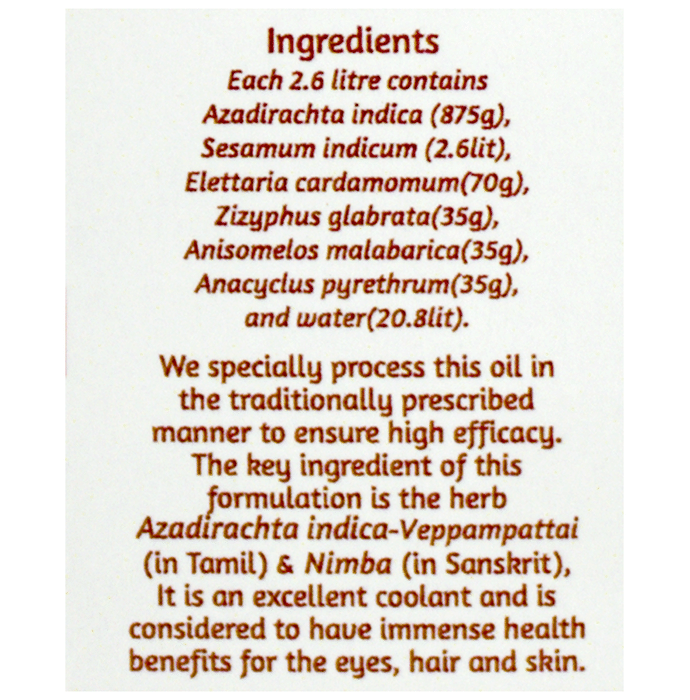 Ingredients
Each 2.6 litre contains
Azadirachta indica (875g),
Sesamum indicum (2.6lit),
Elettaria cardamomum(70g),
Zizyphus glabrata(35g),
Anisomelos malabarica(35g),
Anacyclus pyrethrum(35g),
and water(20.8lit).
We specially process this oil in
the traditionally prescribed
manner to ensure high efficacy.
The key ingredient of this
formulation is the herb
Azadirachta indica-Veppampattai
(in Tamil) & Nimba (in Sanskrit),
It is an excellent coolant and is
considered to have immense health
benefits for the eyes, hair and skin.